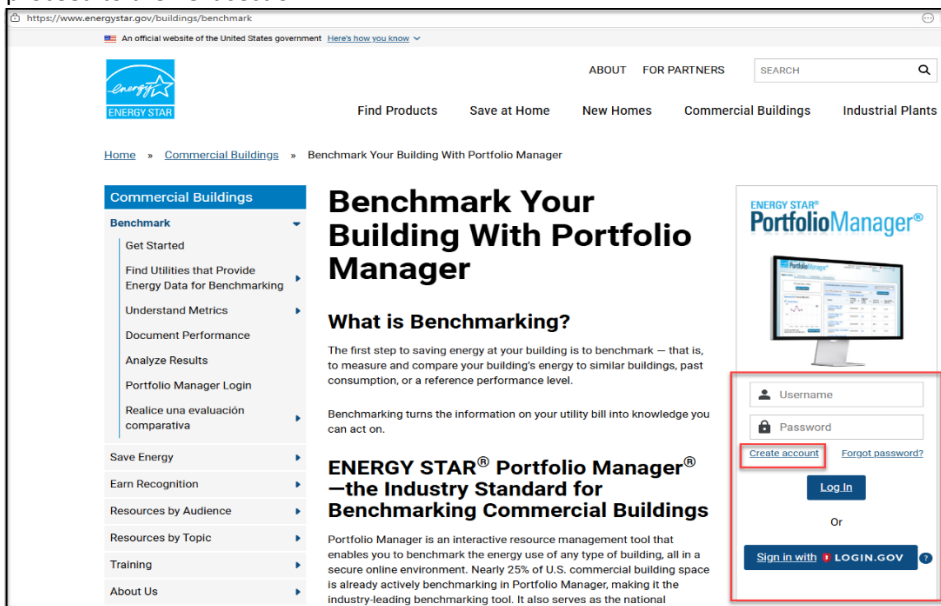 https://www.energystar.gov/buildings/benchmark
An official website of the United States government Here's how you know
ABOUT FOR PARTNERS SEARCH
energy
ENERGY STAR
Find Products Save at Home New Homes Commercial Buildings Industrial Plants
Home » Commercial Buildings » Benchmark Your Building With Portfolio Manager
Commercial Buildings
Benchmark
Get Started
Find Utilities that Provide
Energy Data for Benchmarking
Understand Metrics
Document Performance
Analyze Results
Portfolio Manager Login
Realice una evaluación
comparativa
Save Energy
Earn Recognition
Resources by Audience
Resources by Topic
Training
About Us
Benchmark Your
Building With Portfolio
Manager
What is Benchmarking?
The first step to saving energy at your building is to benchmark — that is,
to measure and compare your building's energy to similar buildings, past
consumption, or a reference performance level.
Benchmarking turns the information on your utility bill into knowledge you
can act on.
ENERGY STAR® Portfolio Manager®
—the Industry Standard for
Benchmarking Commercial Buildings
Portfolio Manager is an interactive resource management tool that
enables you to benchmark the energy use of any type of building, all in a
secure online environment. Nearly 25% of U.S. commercial building space
is already actively benchmarking in Portfolio Manager, making it the
industry-leading benchmarking tool. It also serves as the national
ENERGY STAR®
PortfolioManager®
PortfolioManager
Username
Password
Create account Forgot password?
Log In
Or
Sign in with LOGIN.GOV ?